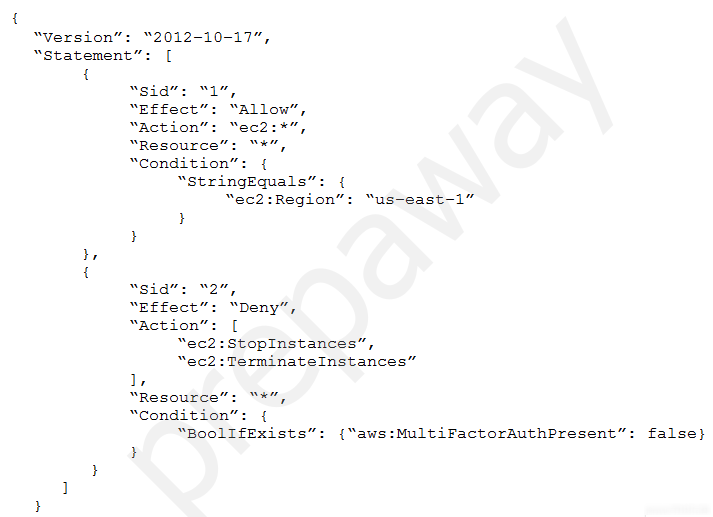 {
“Version”: “2012-10-17”,
“Statement”: [
{
“Sid”: “1”,
“Effect”: “Allow”,
“Action”: “ec2:*”,
“Resource”: “*”,
“Condition”: {
“StringEquals”: {
“ec2:Region”: “us-east-1”
}
}
},
{
“Sid”: “2”,
“Effect”: “Deny”,
“Action”: [
“ec2:StopInstances”,
“ec2:TerminateInstances”
],
“Resource”: “*”,
“Condition”: {
“BoolIfExists”: {“aws:MultiFactorAuthPresent”: false}
}
}
]
}
prepaway